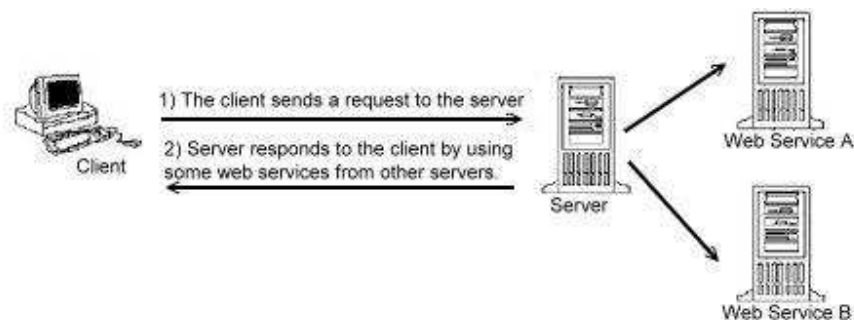 1) The client sends a request to the server
2) Server responds to the client by using
some web services from other servers.
Client
Server
Web Service A
Web Service B